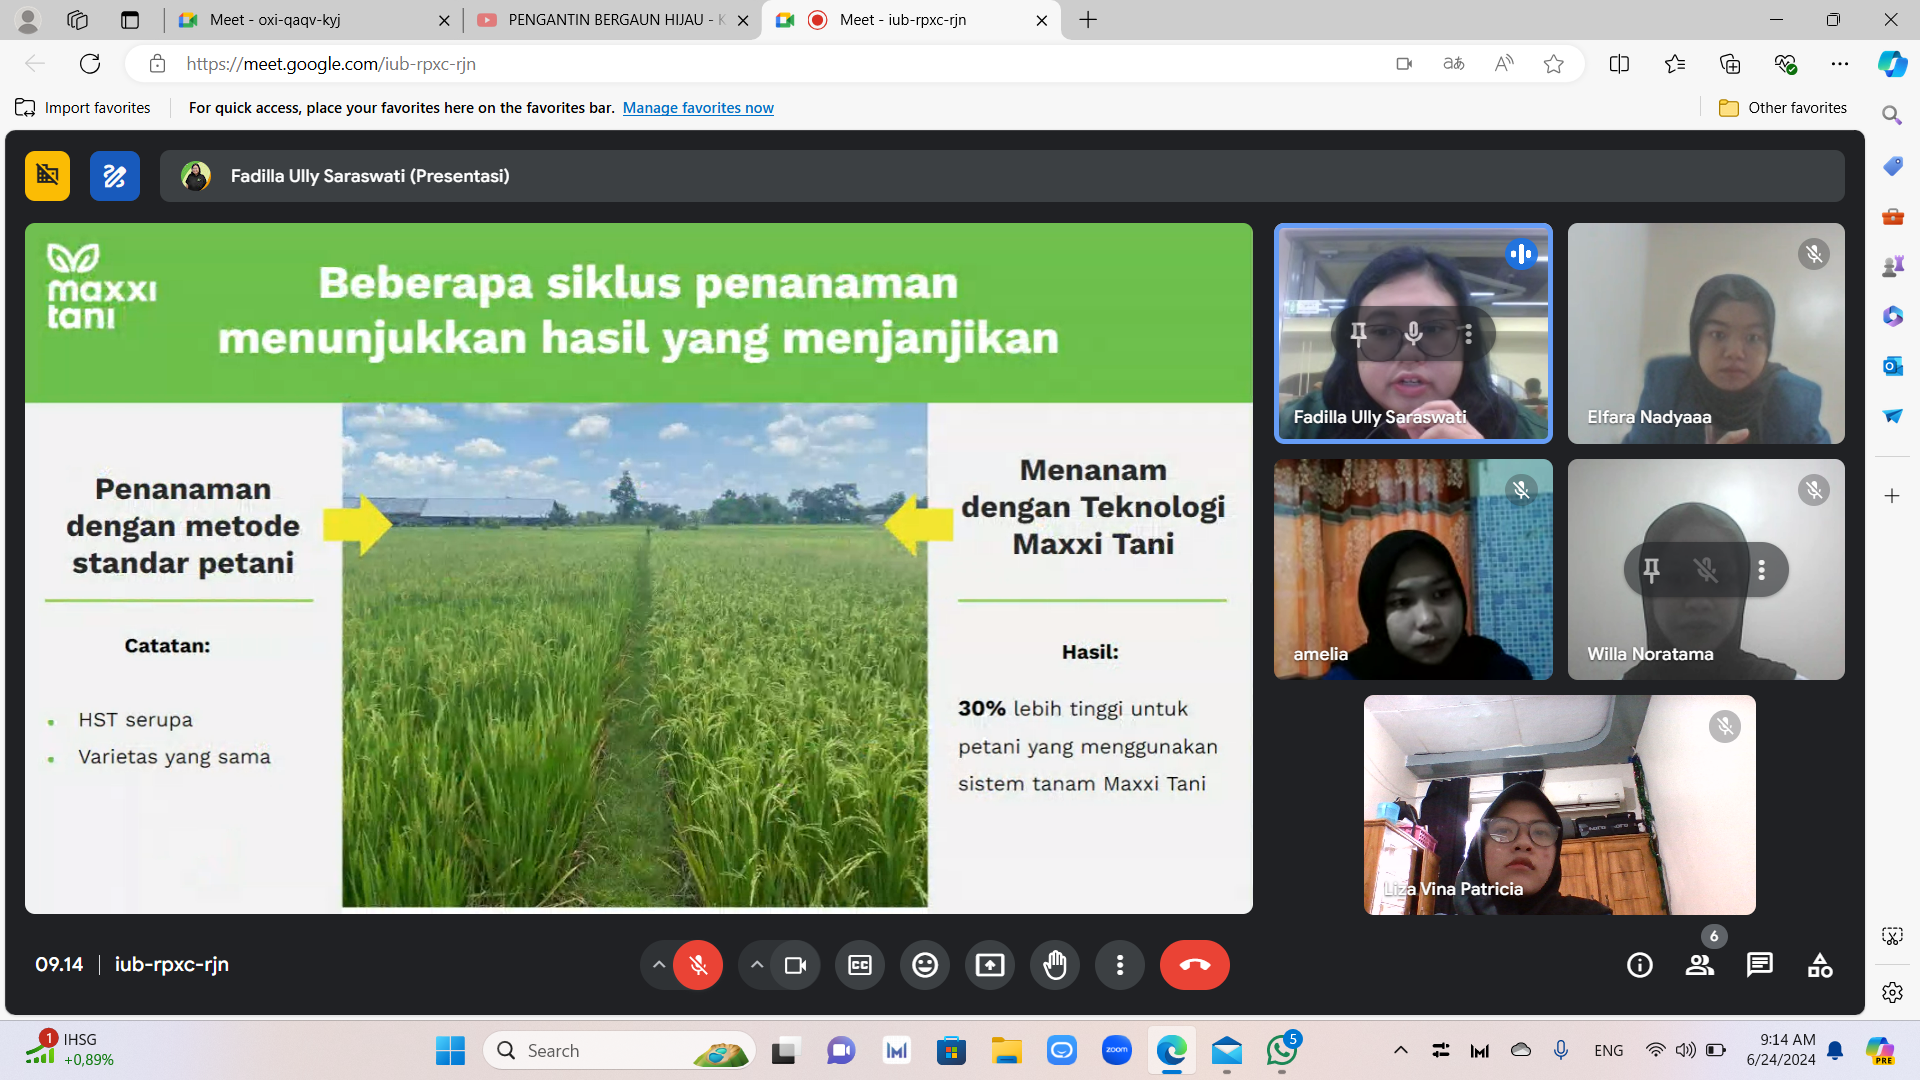 Meet - oxi-qaqv-kyj
PENGANTIN BERGAUN HIJAU - K
Meet - iub-rpxc-rjn
https://meet.google.com/iub-rpxc-rjn
Import favorites
For quick access, place your favorites here on the favorites bar. Manage favorites now
Other favorites
Fadilla Ully Saraswati (Presentasi)
maxxi
tani
Beberapa siklus penanaman
menunjukkan hasil yang menjanjikan
Penanaman
dengan metode
standar petani
Catatan:
• HST serupa
• Varietas yang sama
Menanam
dengan Teknologi
Maxxi Tani
Hasil:
30% lebih tinggi untuk
petani yang menggunakan
sistem tanam Maxxi Tani
Fadilla Ully Saraswati
Elfara Nadyaaa
amelia
Willa Noratama
Liza Vina Patricia
09.14 | iub-rpxc-rjn
CC
6
1
IHSG
+0,89%
Search
zoom
5
ENG
9:14 AM
6/24/2024
PRE